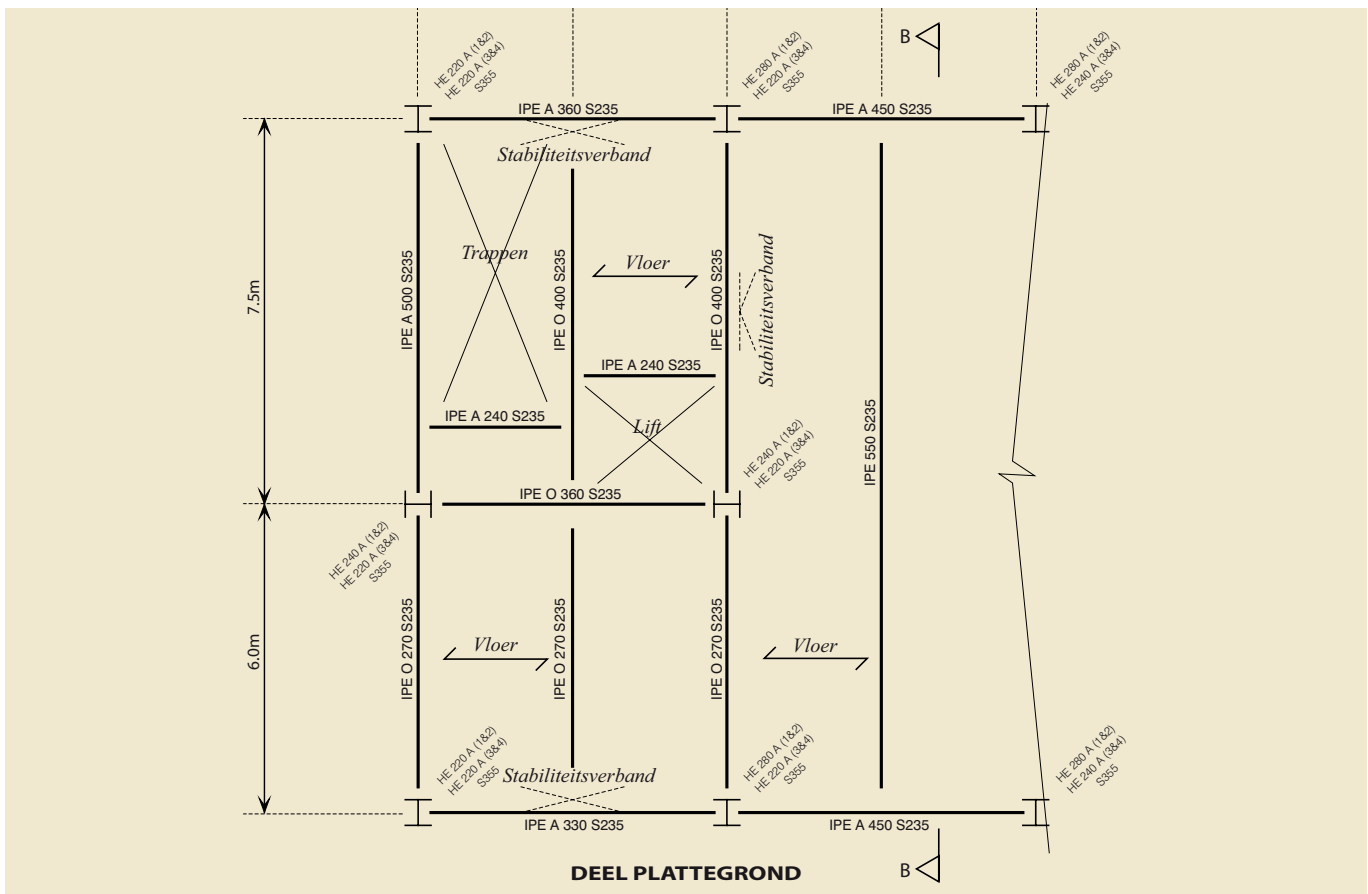 B
HE 220 A (1&2)
HE 220 A (3&4)
S355
HE 280 A (1&2)
HE 220 A (3&4)
S355
HE 280 A (1&2)
HE 240 A (3&4)
S355
IPE A 360 S235
IPE A 450 S235
Stabiliteitsverband
7.5m
IPE A 500 S235
Trappen
IPE O 400 S235
Vloer
IPE O 400 S235
Stabiliteitsverband
IPE A 240 S235
IPE A 240 S235
Lift
IPE 550 S235
HE 240 A (1&2)
HE 220 A (3&4)
S355
IPE O 360 S235
HE 240 A (1&2)
HE 220 A (3&4)
S355
6.0m
IPE O 270 S235
Vloer
IPE O 270 S235
IPE O 270 S235
Vloer
HE 220 A (1&2)
HE 220 A (3&4)
S355
HE 280 A (1&2)
HE 220 A (3&4)
S355
HE 280 A (1&2)
HE 240 A (3&4)
S355
Stabiliteitsverband
IPE A 330 S235
IPE A 450 S235
DEEL PLATTEGROND
B